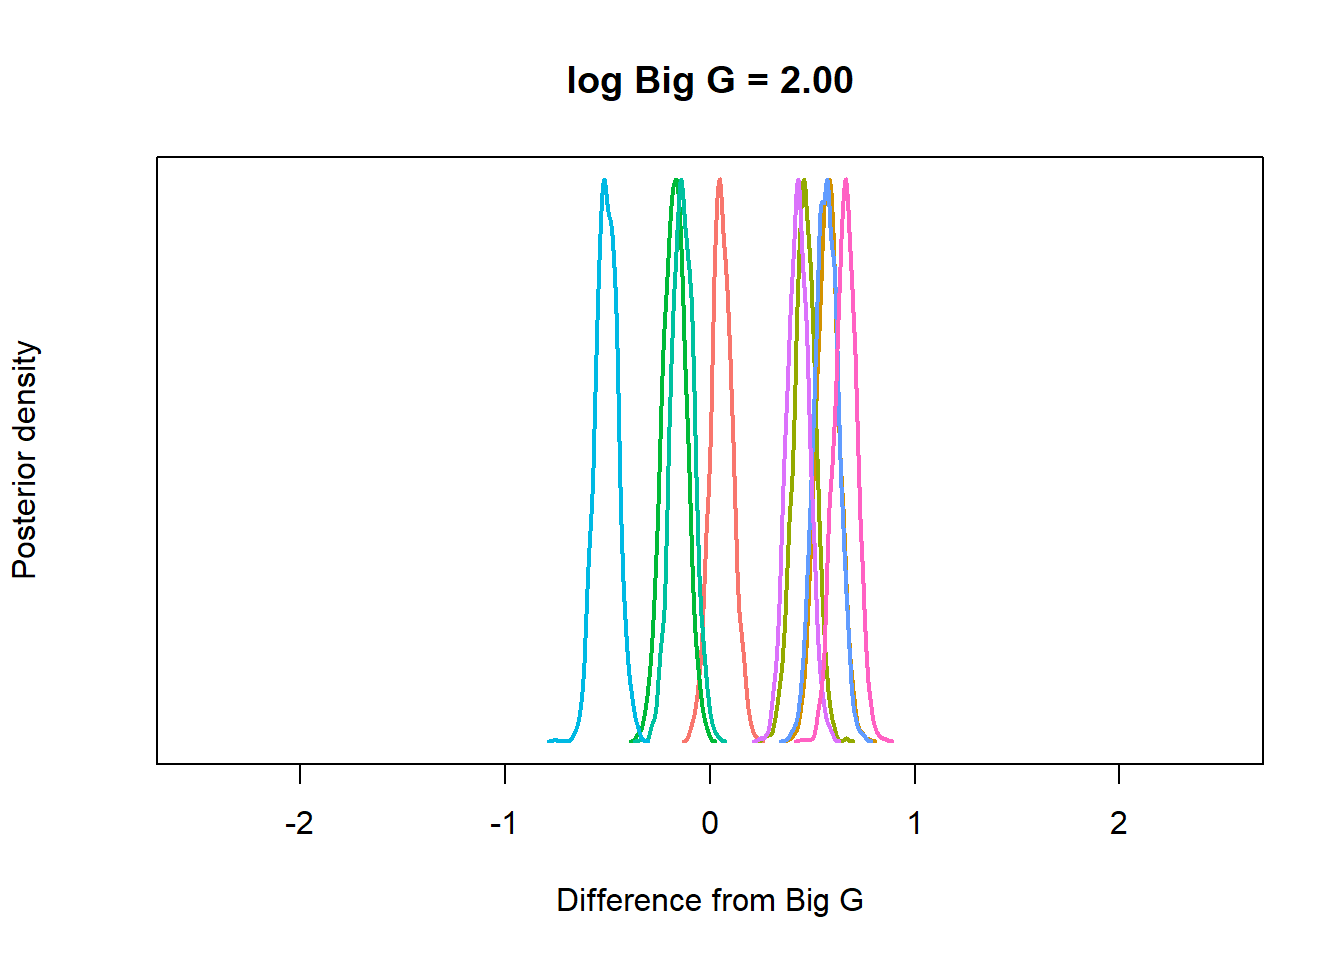 log Big G = 2.00
Posterior density
-2
-1
0
1
2
Difference from Big G